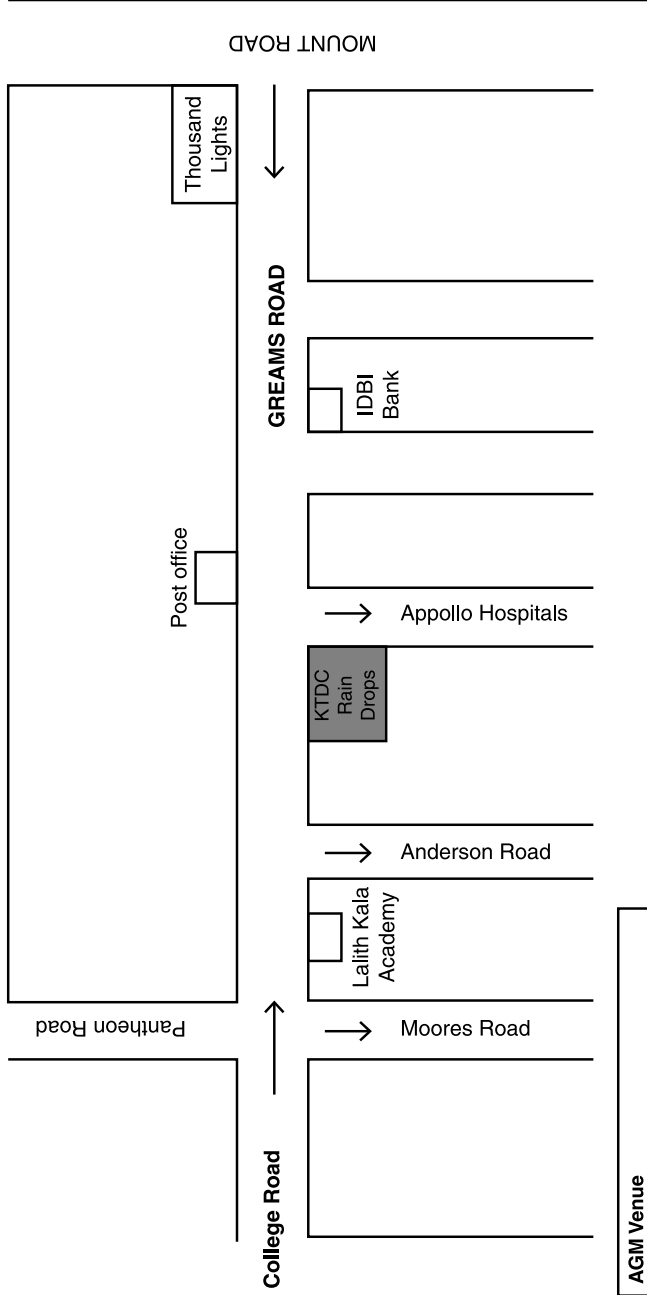 MOUNT ROAD
Thousand
Lights
GREAMS ROAD
IDBI
Bank
Post office
Appollo Hospitals
KTDC
Rain
Drops
Anderson Road
Lalith Kala
Academy
Pantheon Road
Moores Road
College Road
AGM Venue